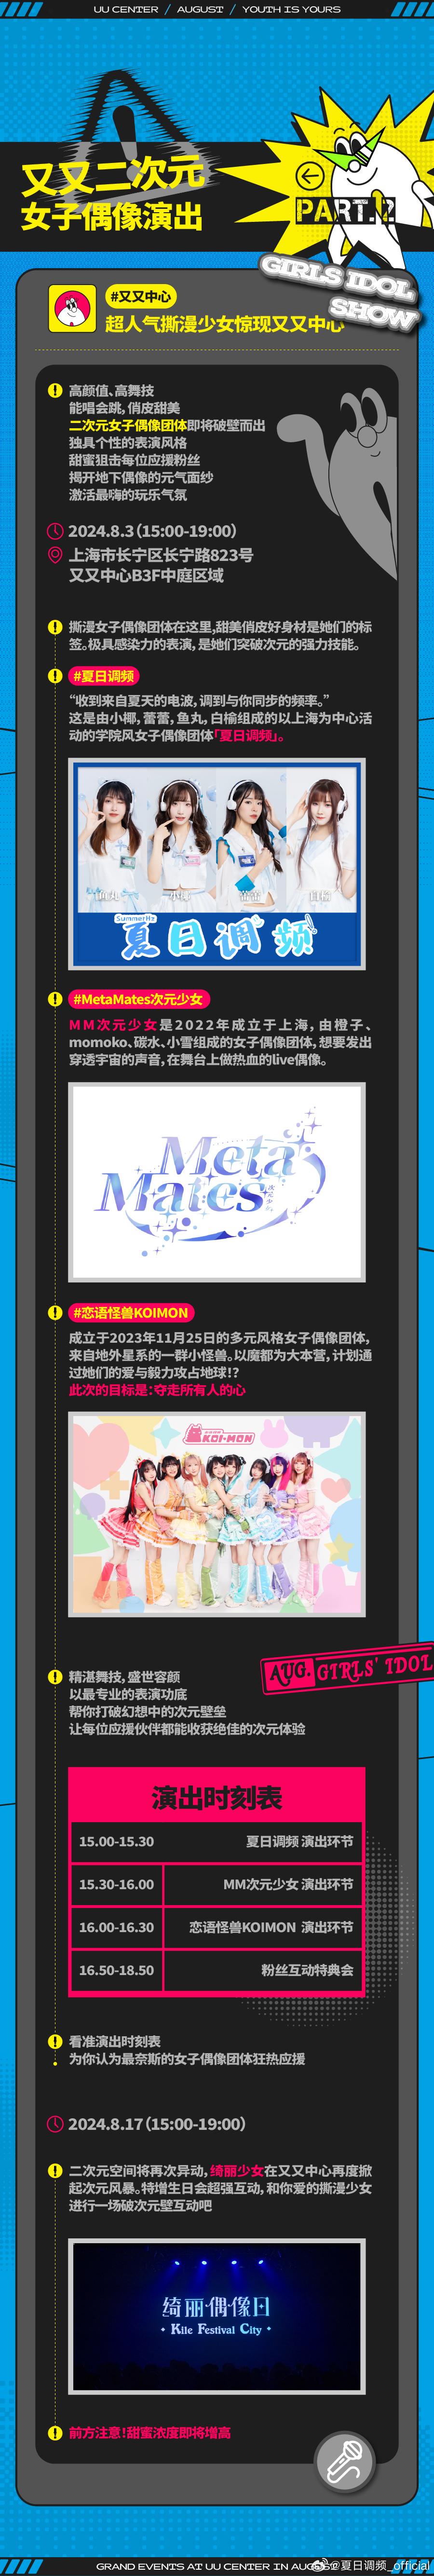 UU CENTER / AUGUST / YOUTH IS YOURS
又又二次元
女子偶像演出
PART.2
GIRLS IDOL
SHOW
#又又中心
超人气撕漫少女惊现又又中心
高颜值、高舞技
能唱会跳，俏皮甜美
二次元女子偶像团体即将破壁而出
独具个性的表演风格
甜蜜狙击每位应援粉丝
揭开地下偶像的元气面纱
激活最嗨的玩乐气氛
2024.8.3（15:00-19:00）
上海市长宁区长宁路823号
又又中心B3F中庭区域
撕漫女子偶像团体在这里，甜美俏皮好身材是她们的标
签。极具感染力的表演，是她们突破次元的强力技能。
#夏日调频
“收到来自夏天的电波，调到与你同步的频率。”
这是由小椰，蕾蕾，鱼丸，白榆组成的以上海为中心活
动的学院风女子偶像团体『夏日调频』。
鱼丸 小椰 蕾蕾 白榆
SummerHz
夏日调频
#MetaMates次元少女
MM次元少女是2022年成立于上海，由橙子、
momoko、碳水、小雪组成的女子偶像团体，想要发出
穿透宇宙的声音，在舞台上做热血的live偶像。
Meta
Mates
次元少女
#恋语怪兽KOIMON
成立于2023年11月25日的多元风格女子偶像团体，
来自地外星系的一群小怪兽。以魔都为大本营，计划通
过她们的爱与毅力攻占地球！？
此次的目标是：夺走所有人的心
KOI-MON
AUG. GIRLS' IDOL
精湛舞技，盛世容颜
以最专业的表演功底
帮你打破幻想中的次元壁垒
让每位应援伙伴都能收获绝佳的次元体验
演出时刻表
15.00-15.30 夏日调频 演出环节
15.30-16.00 MM次元少女 演出环节
16.00-16.30 恋语怪兽KOIMON 演出环节
16.50-18.50 粉丝互动特典会
看准演出时刻表
为你认为最奈斯的女子偶像团体狂热应援
2024.8.17（15:00-19:00）
二次元空间将再次异动，绮丽少女在又又中心再度掀
起次元风暴。特增生日会超强互动，和你爱的撕漫少女
进行一场破次元壁互动吧
绮丽偶像日
Kile Festival City
前方注意！甜蜜浓度即将增高
GRAND EVENTS AT UU CENTER IN AUGUST
@夏日调频_official